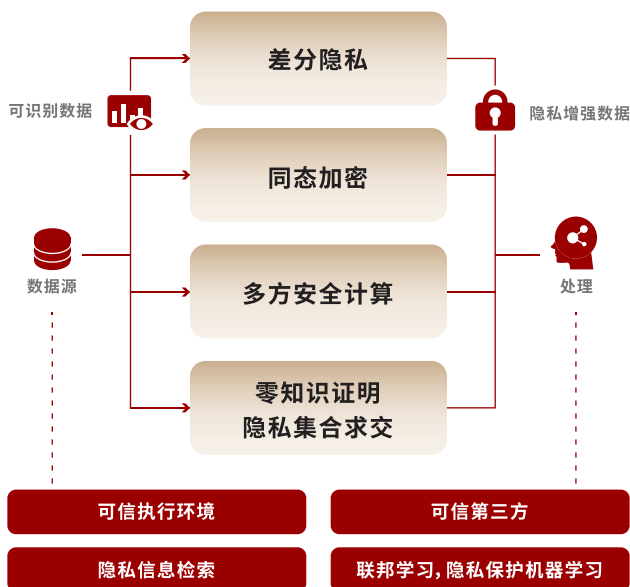 差分隐私
可识别数据
隐私增强数据
同态加密
数据源
多方安全计算
处理
零知识证明
隐私集合求交
可信执行环境
可信第三方
隐私信息检索
联邦学习，隐私保护机器学习